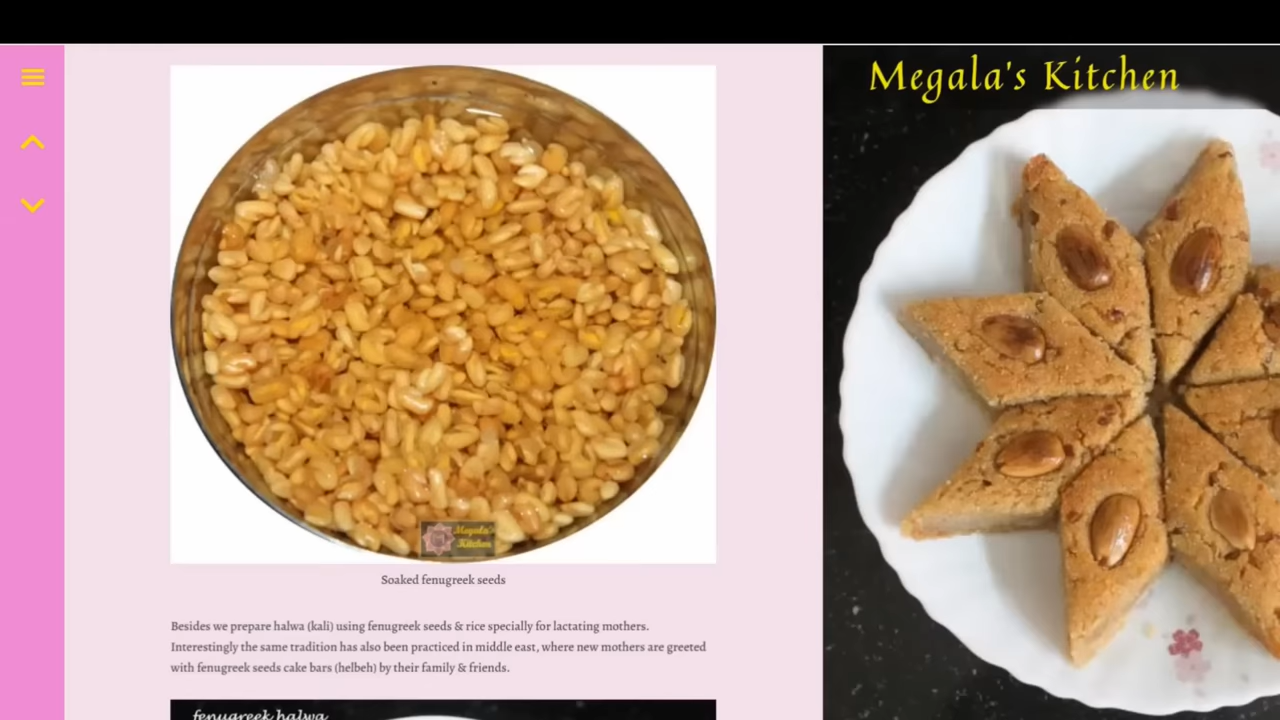 Megala's Kitchen
Megala's
Kitchen
Soaked fenugreek seeds
Besides we prepare halwa (kali) using fenugreek seeds & rice specially for lactating mothers.
Interestingly the same tradition has also been practiced in middle east, where new mothers are greeted
with fenugreek seeds cake bars (helbeh) by their family & friends.
fenugreek halwa